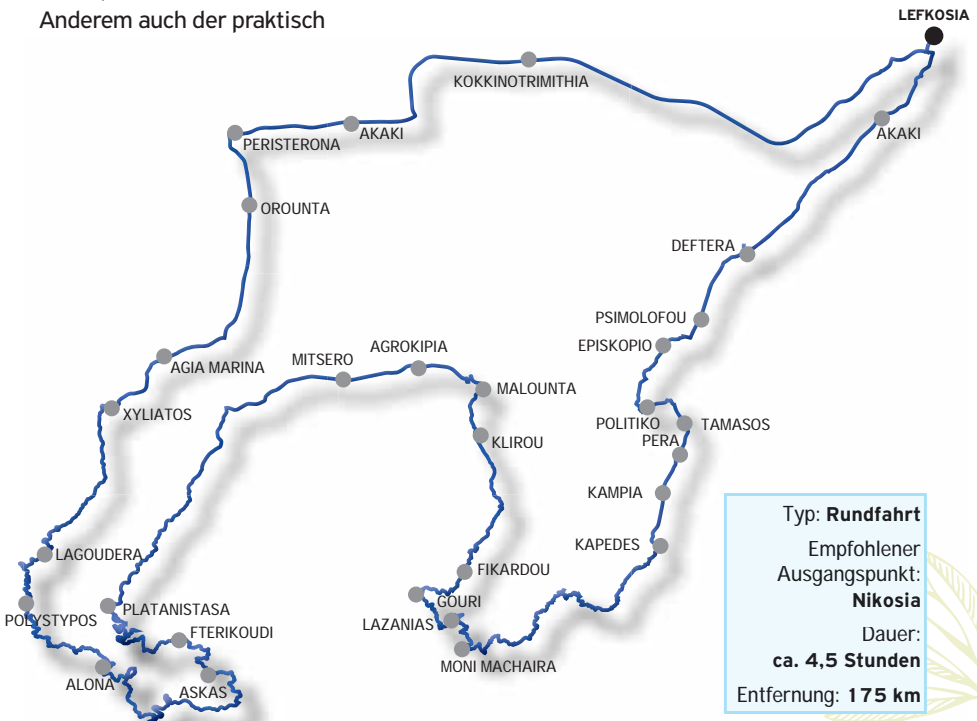 Anderem auch der praktisch
LEFKOSIA
KOKKINOTRIMITHIA
AKAKI
PERISTERONA
AKAKI
OROUNTA
DEFTERA
PSIMOLOFOU
EPISKOPIO
AGIA MARINA
MITSERO
AGROKIPIA
MALOUNTA
XYLIATOS
POLITIKO
TAMASOS
KLIROU
PERA
KAMPIA
KAPEDES
LAGOUDERA
FIKARDOU
GOURI
POLYSTYPOS
PLATANISTASA
LAZANIAS
FTERIKOUDI
MONI MACHAIRA
ALONA
ASKAS
Typ: Rundfahrt
Empfohlener
Ausgangspunkt:
Nikosia
Dauer:
ca. 4,5 Stunden
Entfernung: 175 km